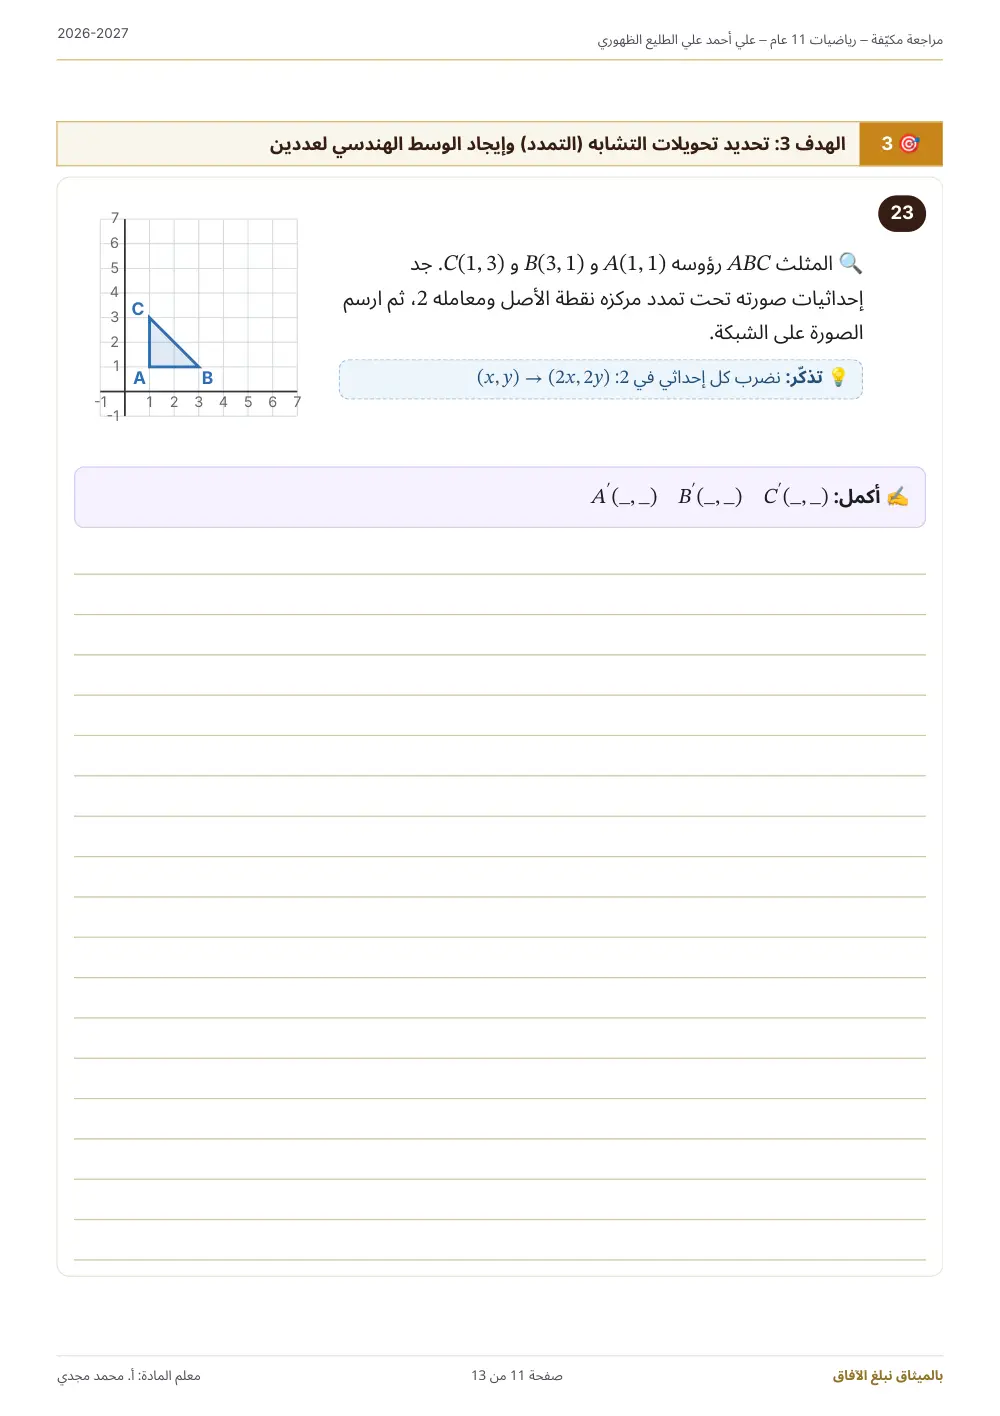 مراجعة مكيّفة – رياضيات 11 عام – علي أحمد علي الطليع الظهوري
2026-2027
🎯 3
الهدف 3: تحديد تحويلات التشابه (التمدد) وإيجاد الوسط الهندسي لعددين
23
🔍 المثلث ABC رؤوسه A(1, 1) و B(3, 1) و C(1, 3). جد
إحداثيات صورته تحت تمدد مركزه نقطة الأصل ومعامله 2، ثم ارسم
الصورة على الشبكة.
💡 تذكّر: نضرب كل إحداثي في 2: (x, y) → (2x, 2y)
7
6
5
4
3
2
1
-1
C
A
B
-1 1 2 3 4 5 6 7
✍️ أكمل: A′(_, _) B′(_, _) C′(_, _)
بالميثاق نبلغ الآفاق
صفحة 11 من 13
معلم المادة: أ. محمد مجدي